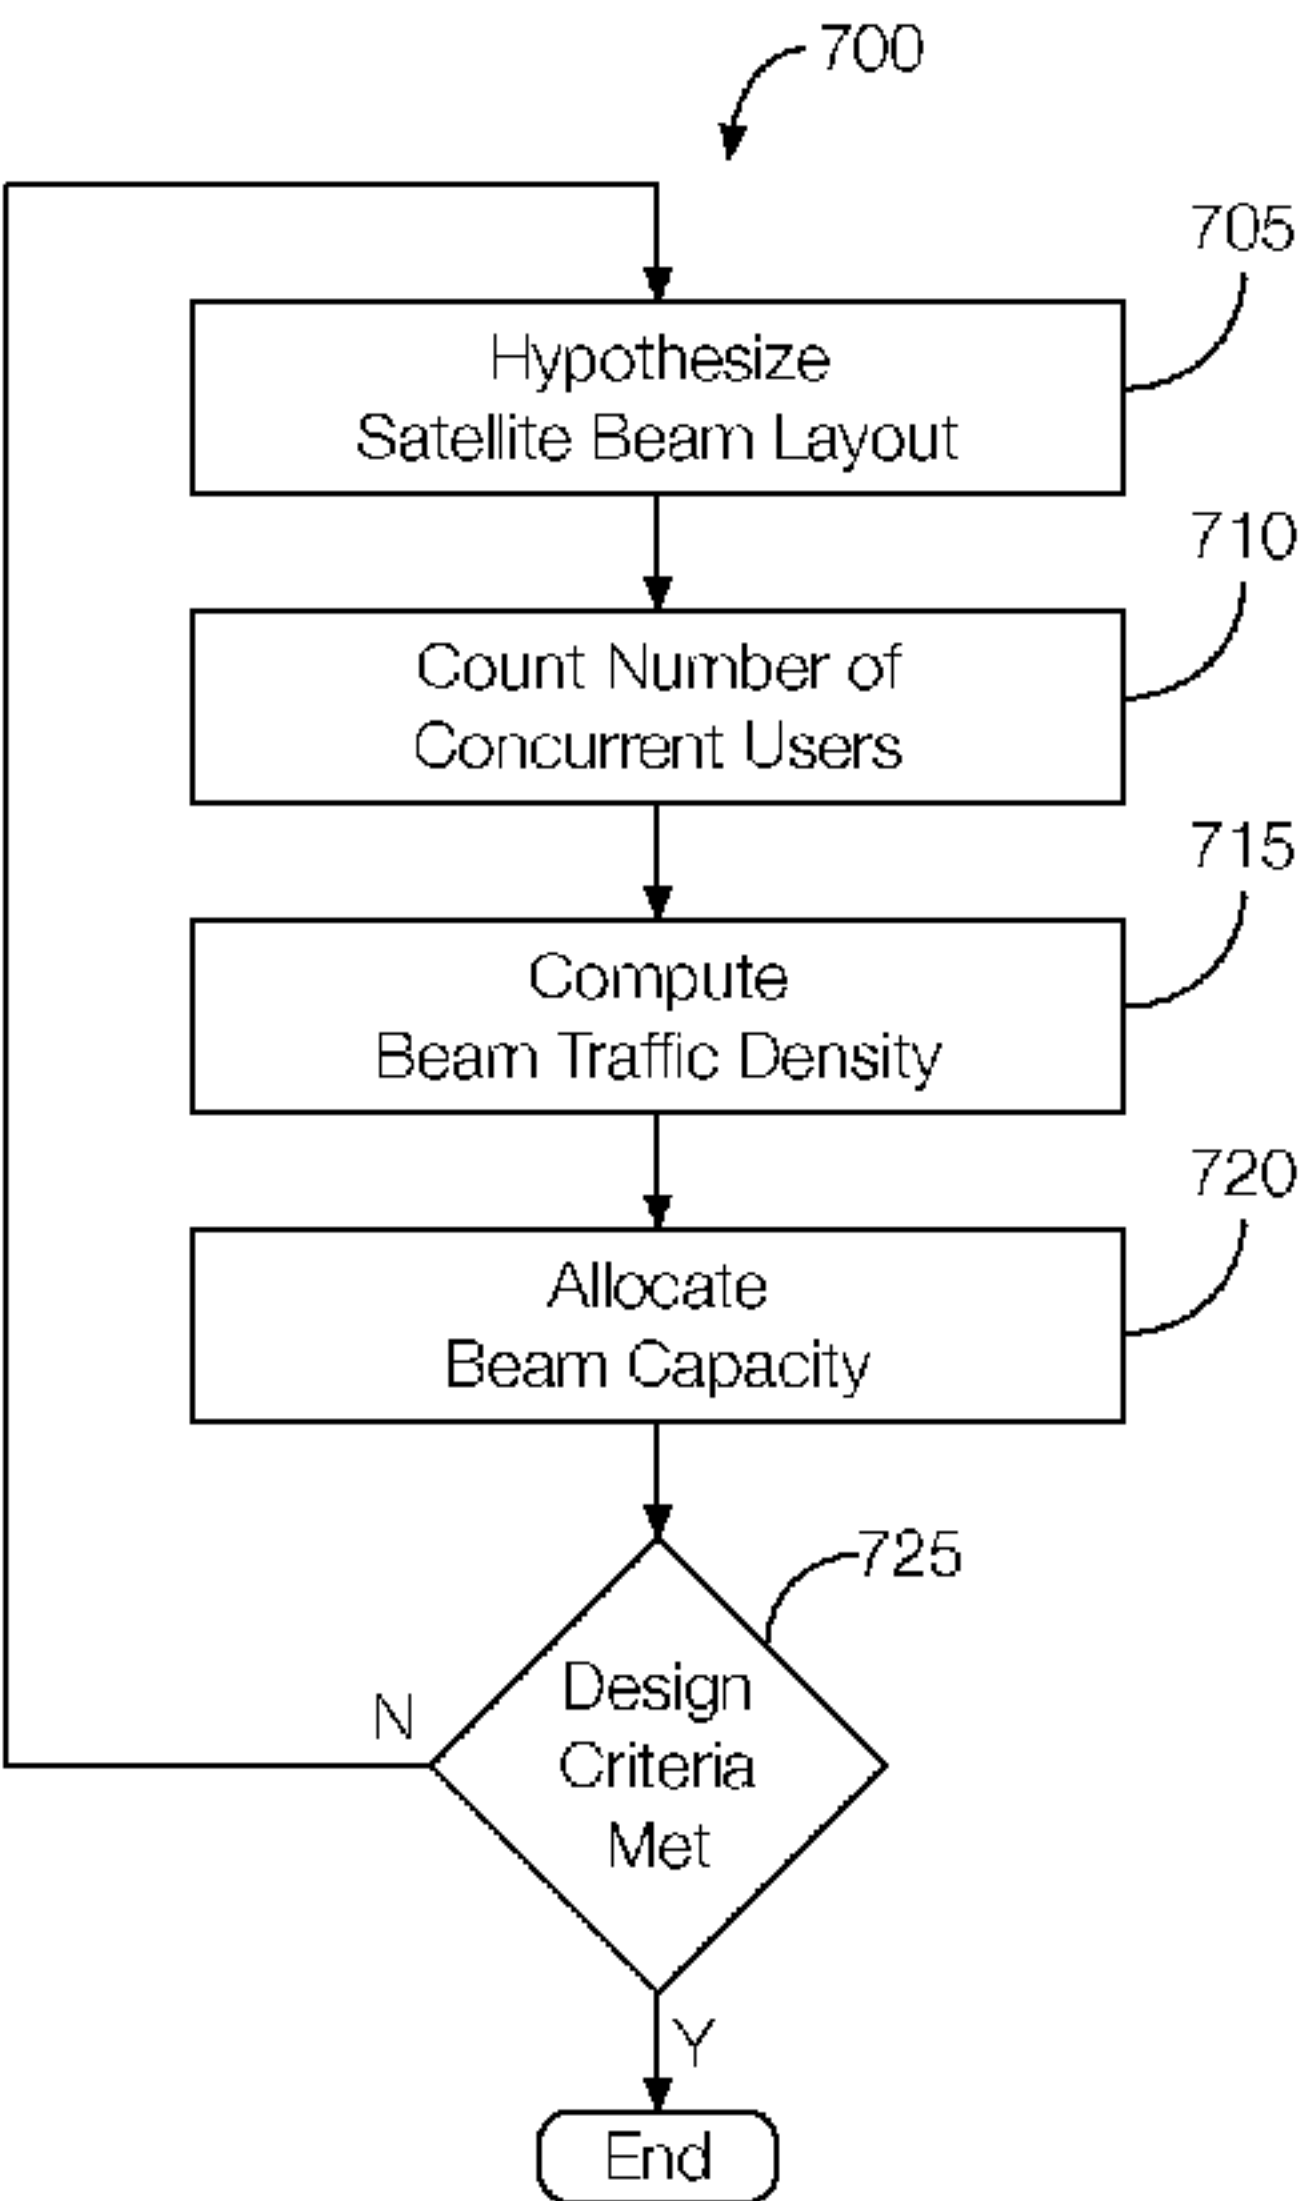 700
705
Hypothesize
Satellite Beam Layout
710
Count Number of
Concurrent Users
715
Compute
Beam Traffic Density
720
Allocate
Beam Capacity
725
Design
Criteria
Met
N
Y
End